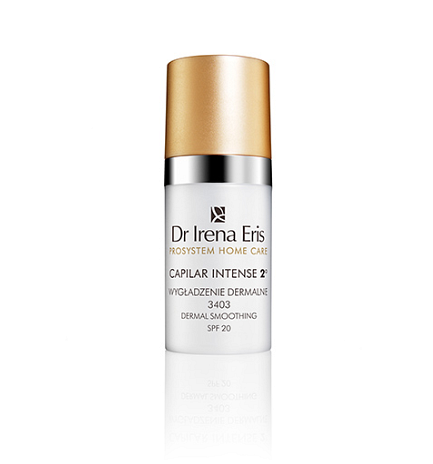 Dr Irena Eris
PROSYSTEM HOME CARE
CAPILAR INTENSE 2°
WYGŁADZENIE DERMALNE
3403
DERMAL SMOOTHING
SPF 20